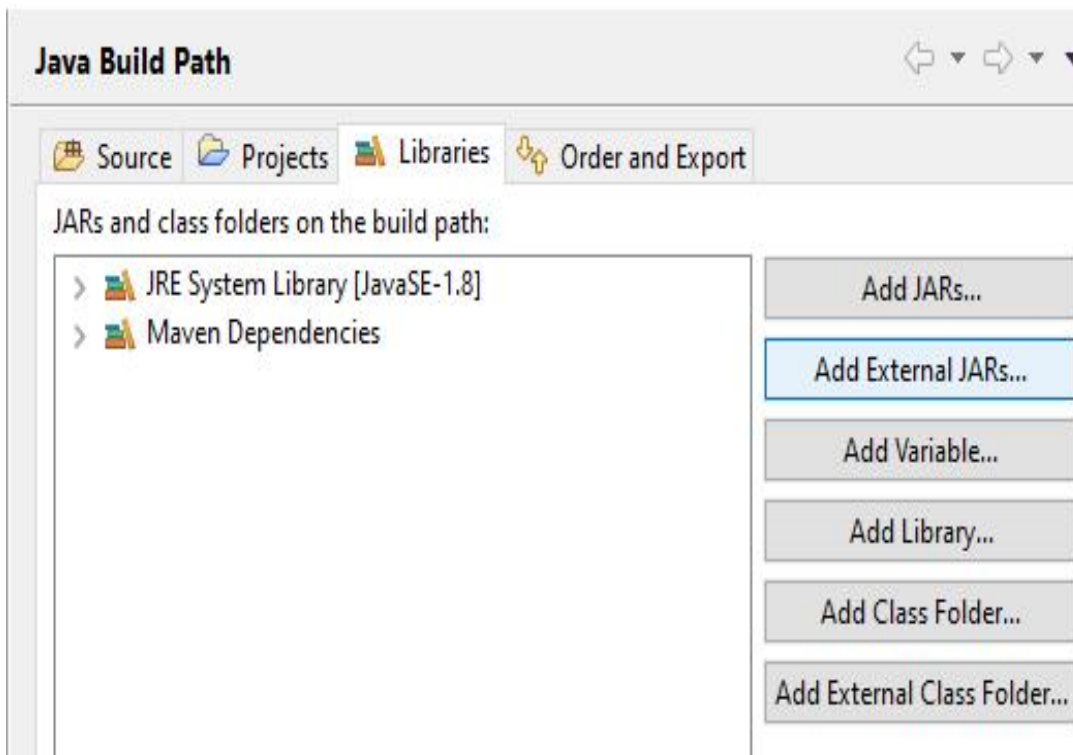 Java Build Path
Source Projects Libraries Order and Export
JARs and class folders on the build path:
JRE System Library [JavaSE-1.8]
Maven Dependencies
Add JARs...
Add External JARs...
Add Variable...
Add Library...
Add Class Folder...
Add External Class Folder...